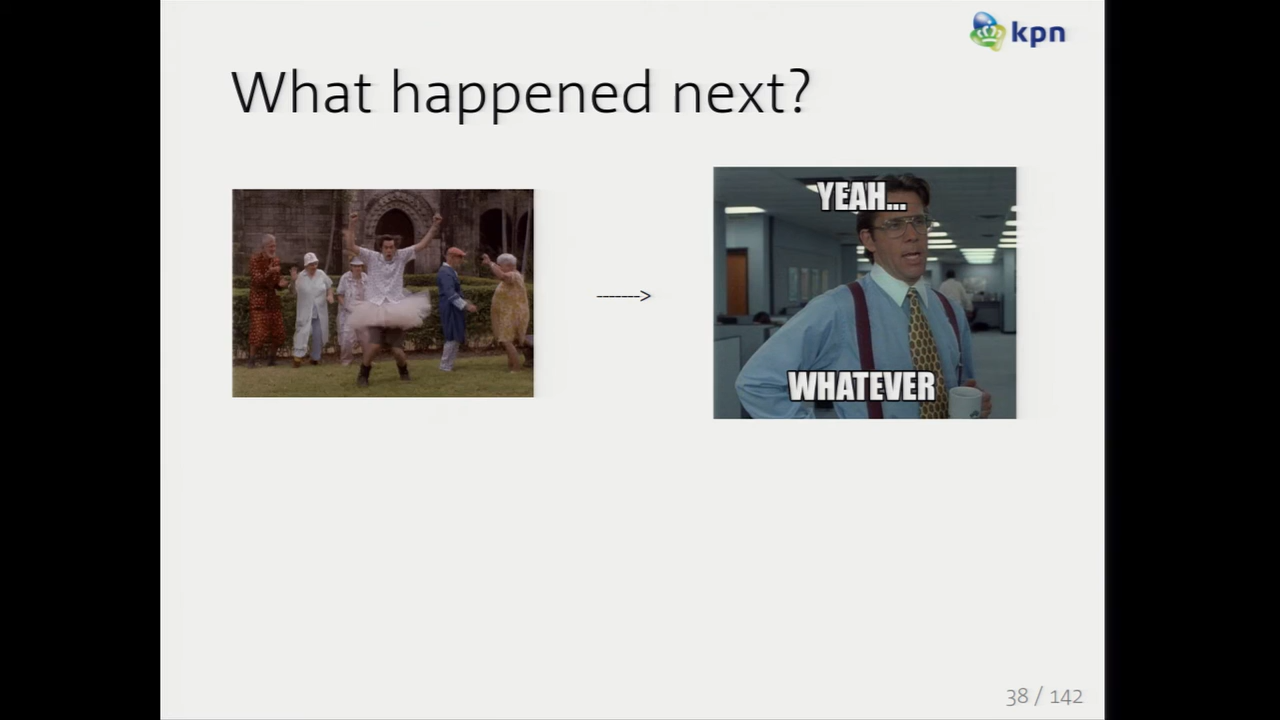 kpn
What happened next?
YEAH...
------->
WHATEVER
38 / 142